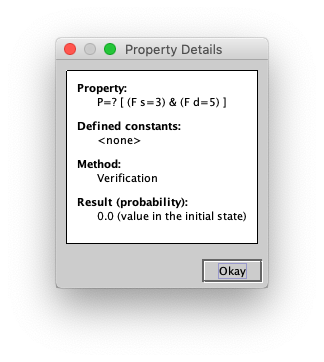 Property Details
Property:
P=? [ (F s=3) & (F d=5) ]
Defined constants:
<none>
Method:
Verification
Result (probability):
0.0 (value in the initial state)
Okay